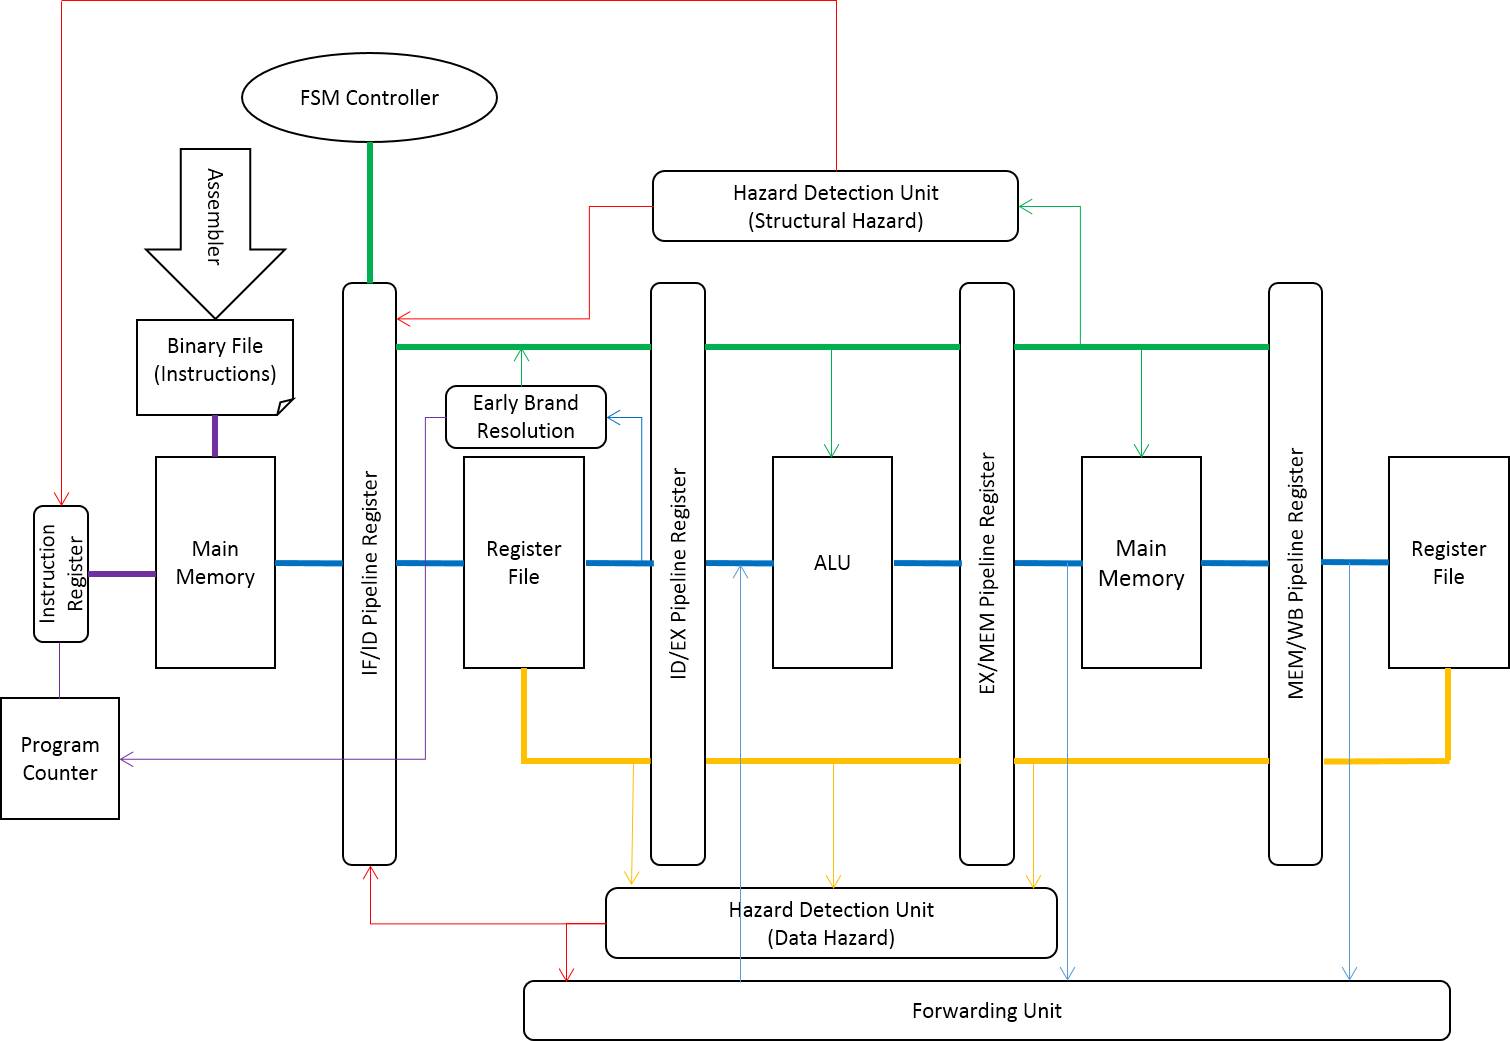 FSM Controller
Assembler
Hazard Detection Unit
(Structural Hazard)
Binary File
(Instructions)
Early Brand
Resolution
Instruction
Register
Main
Memory
IF/ID Pipeline Register
Register
File
ID/EX Pipeline Register
ALU
EX/MEM Pipeline Register
Main
Memory
MEM/WB Pipeline Register
Register
File
Program
Counter
Hazard Detection Unit
(Data Hazard)
Forwarding Unit